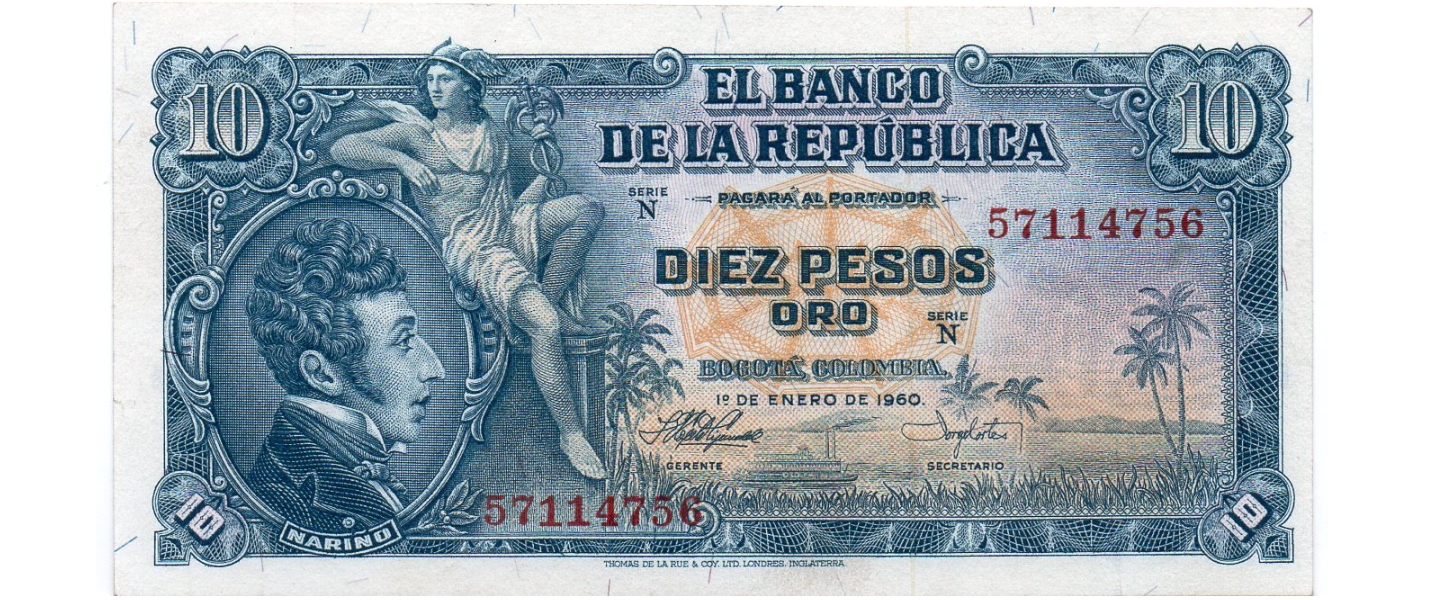 10
10
EL BANCO
DE LA REPÚBLICA
SERIE
N
PAGARÁ AL PORTADOR
57114756
DIEZ PESOS
ORO
SERIE
N
BOGOTÁ, COLOMBIA,
1º DE ENERO DE 1960.
GERENTE
SECRETARIO
57114756
10
NARIÑO
10
THOMAS DE LA RUE & COY. LTD. LONDRES, INGLATERRA.